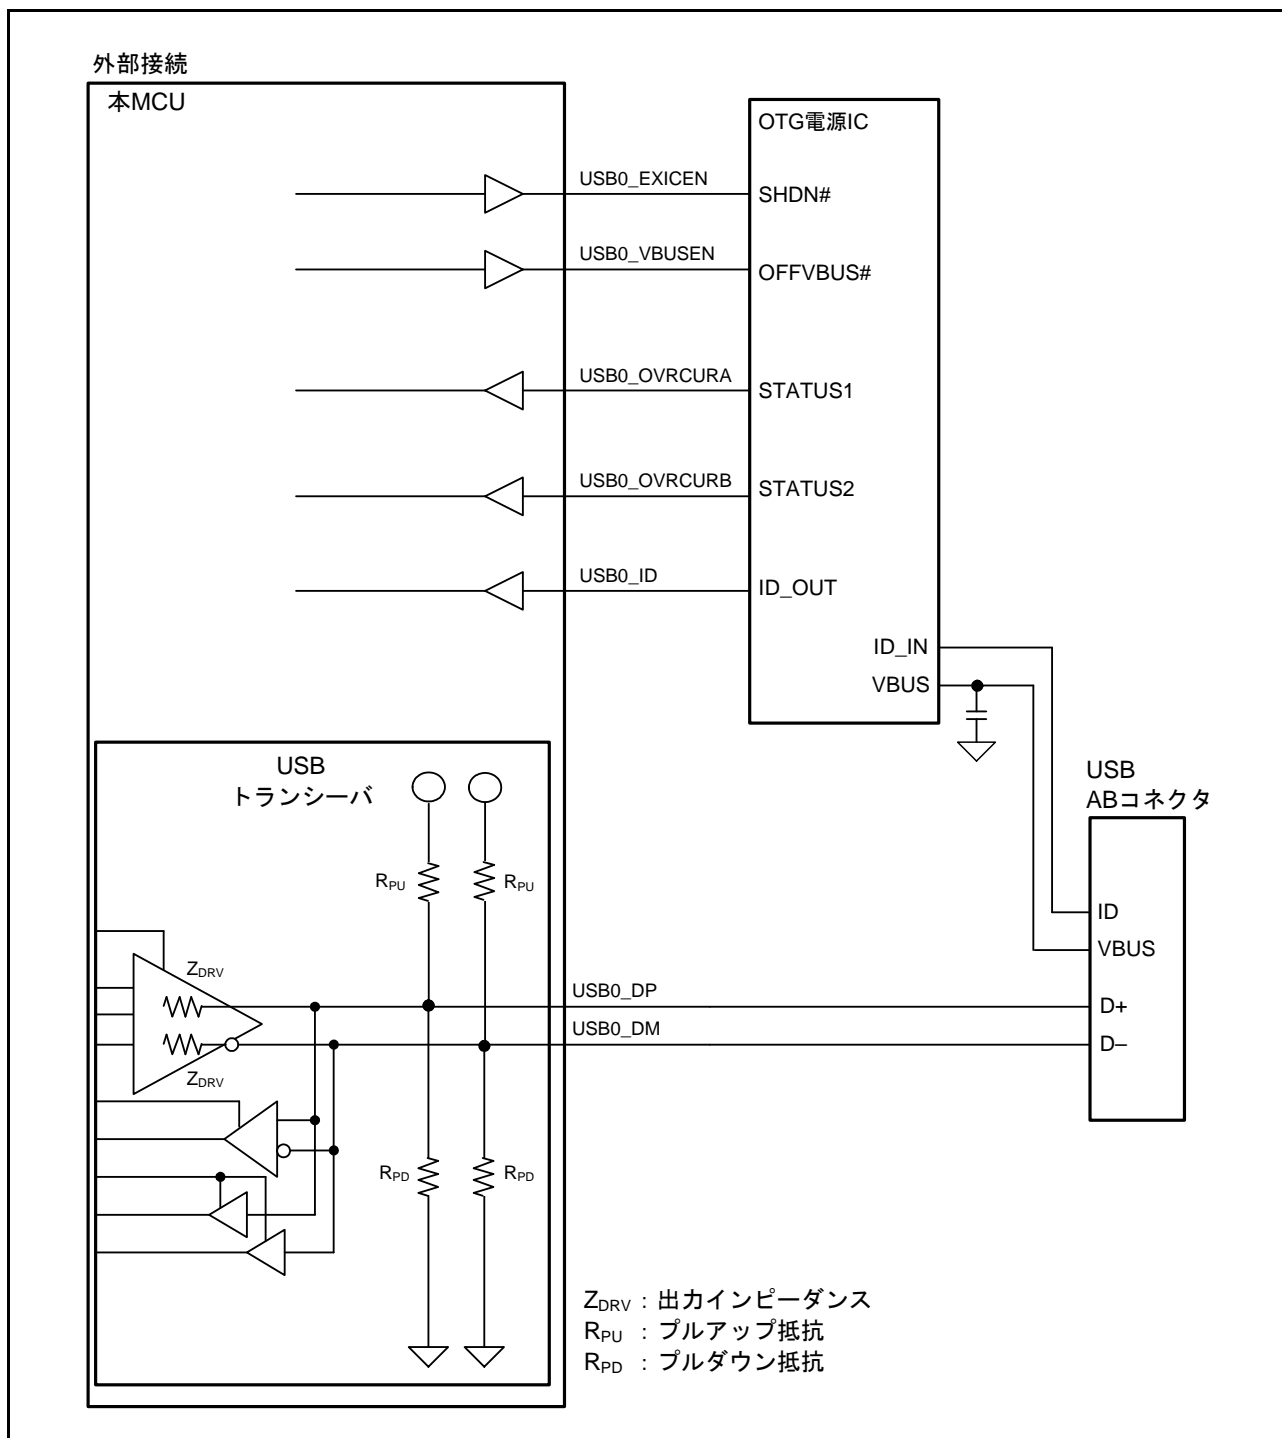 外部接続
本MCU
OTG電源IC
USB0_EXICEN
SHDN#
USB0_VBUSEN
OFFVBUS#
USB0_OVRCURA
STATUS1
USB0_OVRCURB
STATUS2
USB0_ID
ID_OUT
ID_IN
VBUS
USB
トランシーバ
USB
ABコネクタ
RPU
RPU
ID
VBUS
ZDRV
USB0_DP
D+
USB0_DM
D–
ZDRV
RPD
RPD
ZDRV : 出力インピーダンス
RPU : プルアップ抵抗
RPD : プルダウン抵抗